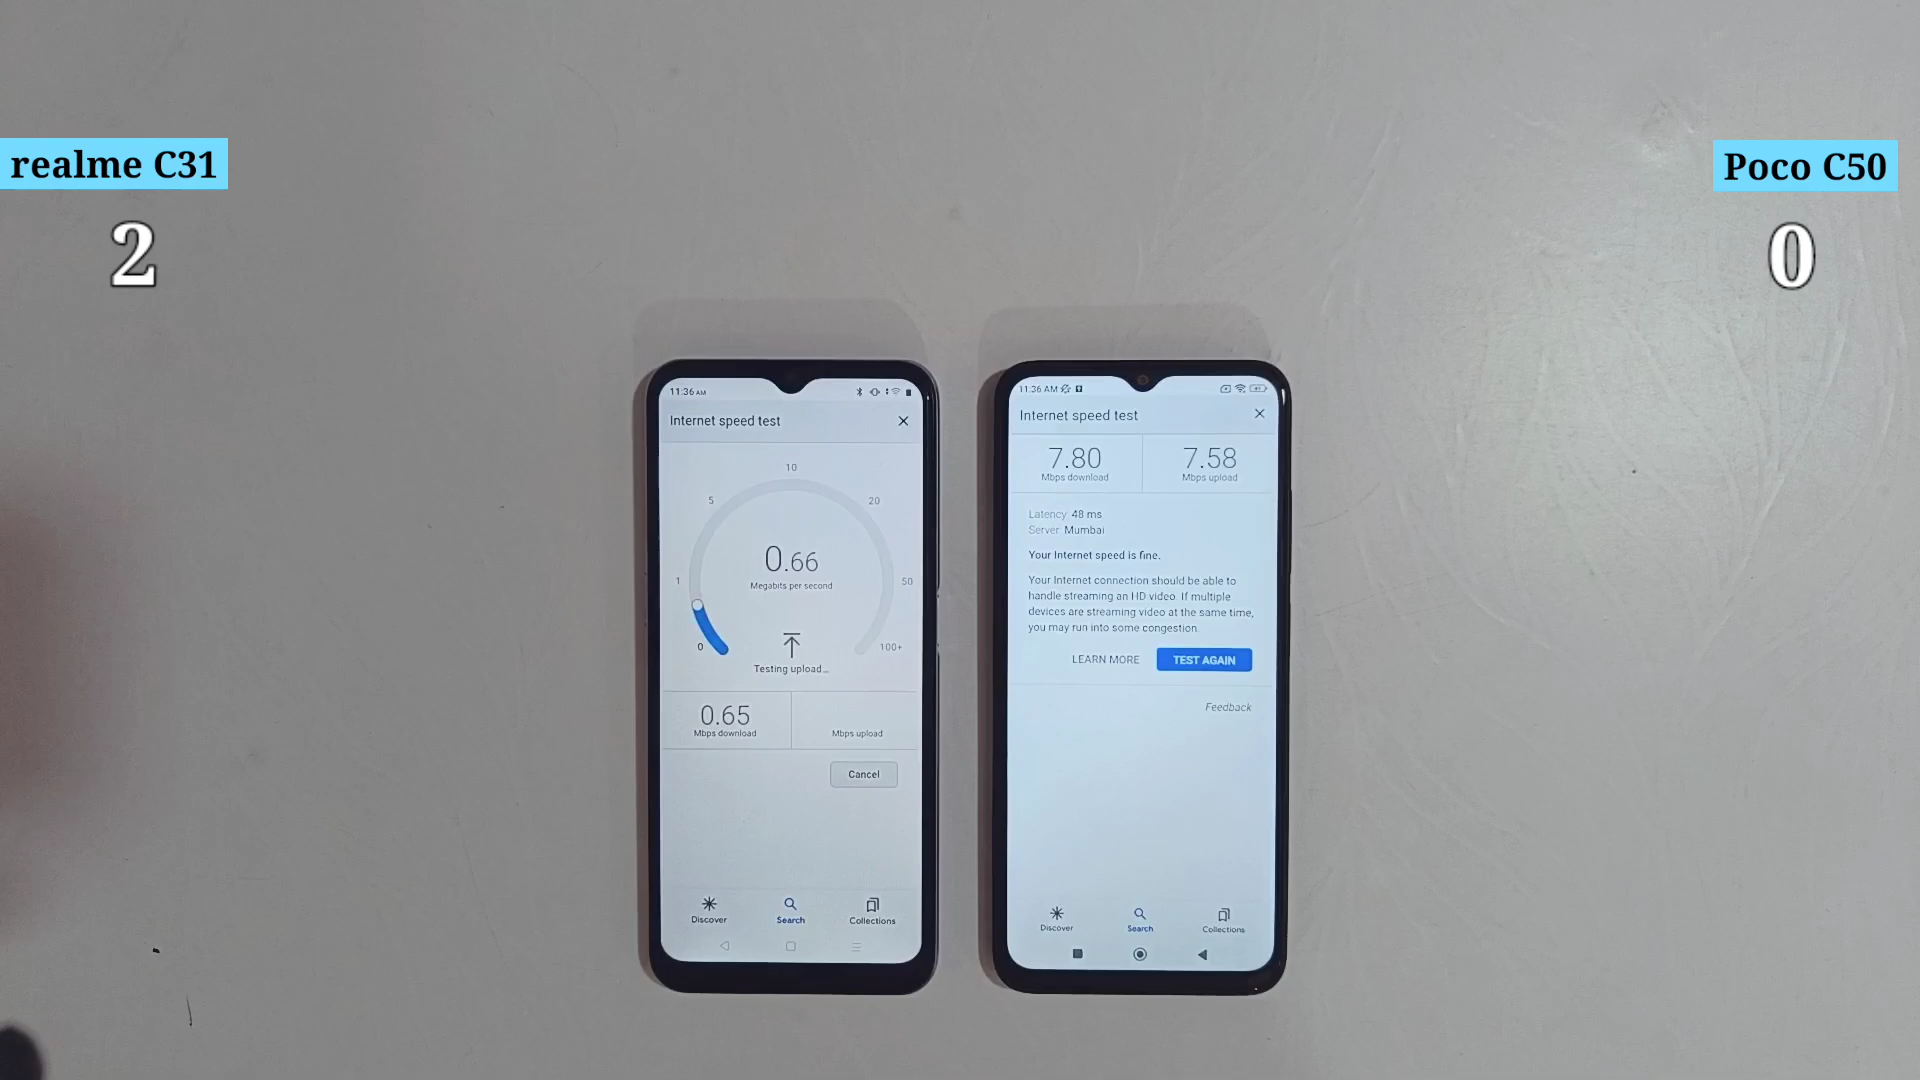 realme C31
2
Poco C50
0
11:36 AM
Internet speed test
10
5
20
0.66
Megabits per second
1
50
0
100+
Testing upload...
0.65
Mbps download
Mbps upload
Cancel
Discover
Search
Collections
11:36 AM
Internet speed test
7.80
Mbps download
7.58
Mbps upload
Latency: 48 ms
Server: Mumbai
Your Internet speed is fine.
Your Internet connection should be able to
handle streaming an HD video. If multiple
devices are streaming video at the same time,
you may run into some congestion.
LEARN MORE
TEST AGAIN
Feedback
Discover
Search
Collections